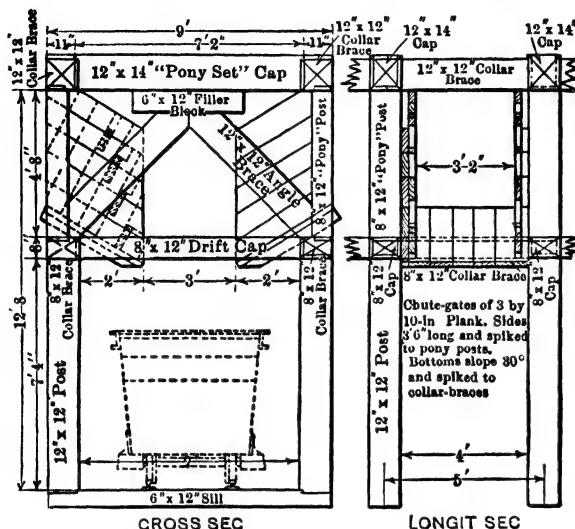 9'
11"
7'-2"
11"
12"x 12"
Collar Brace
12"x 12"
Collar
Brace
12"x 14"
Cap
12"x 14"
Cap
12"x 14" "Pony Set" Cap
12"x 12" Collar
Brace
6"x 12" Filler
Block
12"x 12" Angle
Brace
8"x 12" "Pony" Post
8"x 12" "Pony" Post
4'-8"
3'-2"
8"
8"x 12" Drift Cap
2'
3'
2'
8"x 12"
Collar Brace
8"x 12"
Collar Brace
8"x 12"
Cap
8"x 12" Collar Brace
8"x 12"
Cap
12'-8
7'-4"
12"x 12" Post
12"x 12" Post
Chute-gates of 3 by
10-in Plank. Sides
3'6" long and spiked
to pony posts.
Bottoms slope 30°
and spiked to
collar-braces
4'
5'
6"x 12" Sill
CROSS SEC
LONGIT SEC